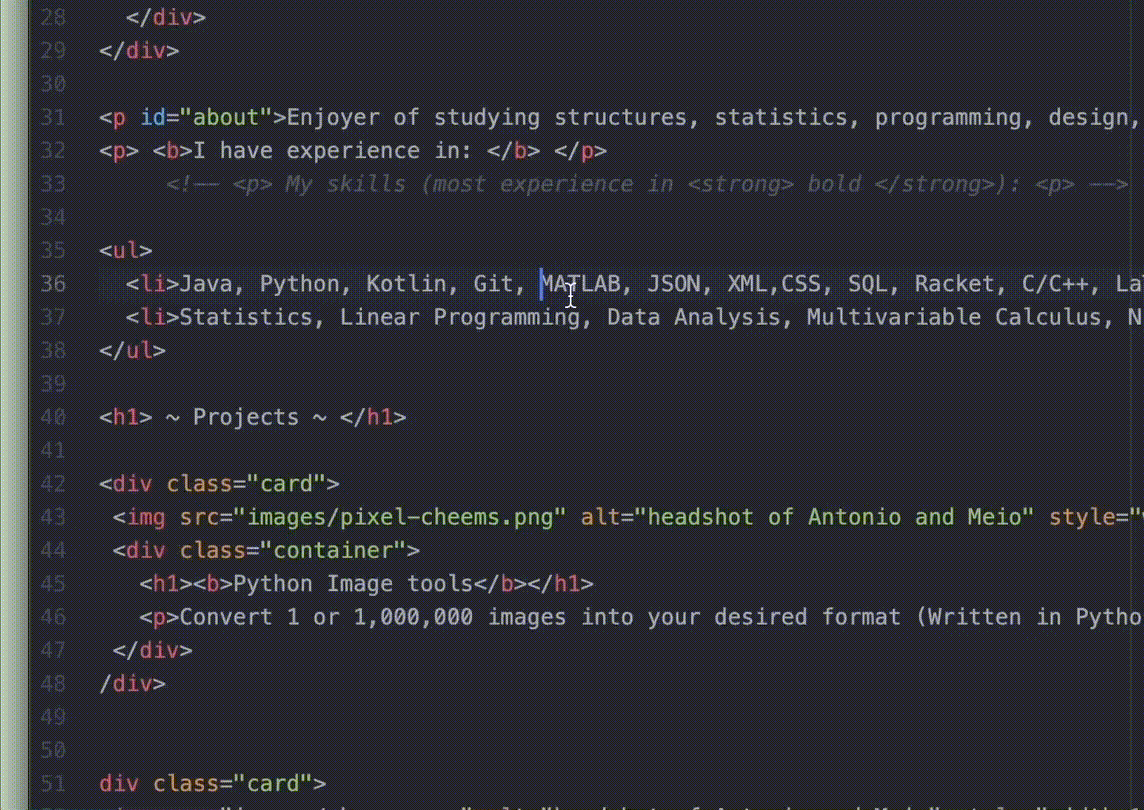 28 </div>
29 </div>
30
31 <p id="about">Enjoyer of studying structures, statistics, programming, design,
32 <p> <b>I have experience in: </b> </p>
33 <!-- <p> My skills (most experience in <strong> bold </strong>): <p> -->
34
35 <ul>
36 <li>Java, Python, Kotlin, Git, MATLAB, JSON, XML,CSS, SQL, Racket, C/C++, La
37 <li>Statistics, Linear Programming, Data Analysis, Multivariable Calculus, N
38 </ul>
39
40 <h1> ~ Projects ~ </h1>
41
42 <div class="card">
43 <img src="images/pixel-cheems.png" alt="headshot of Antonio and Meio" style="
44 <div class="container">
45 <h1><b>Python Image tools</b></h1>
46 <p>Convert 1 or 1,000,000 images into your desired format (Written in Pytho
47 </div>
48 /div>
49
50
51 div class="card">